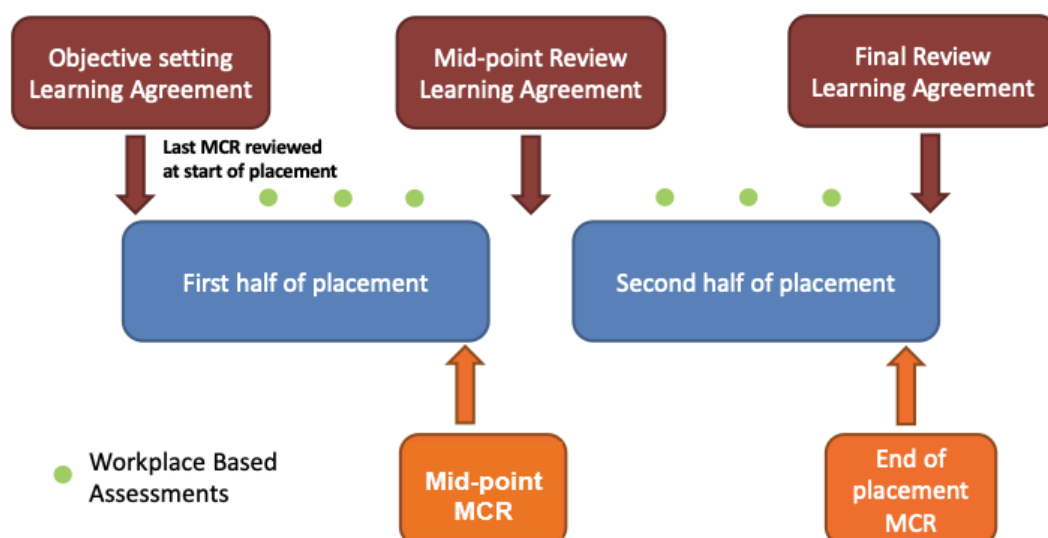 Objective setting
Learning Agreement
Mid-point Review
Learning Agreement
Final Review
Learning Agreement
Last MCR reviewed
at start of placement
First half of placement
Second half of placement
Workplace Based
Assessments
Mid-point
MCR
End of
placement
MCR